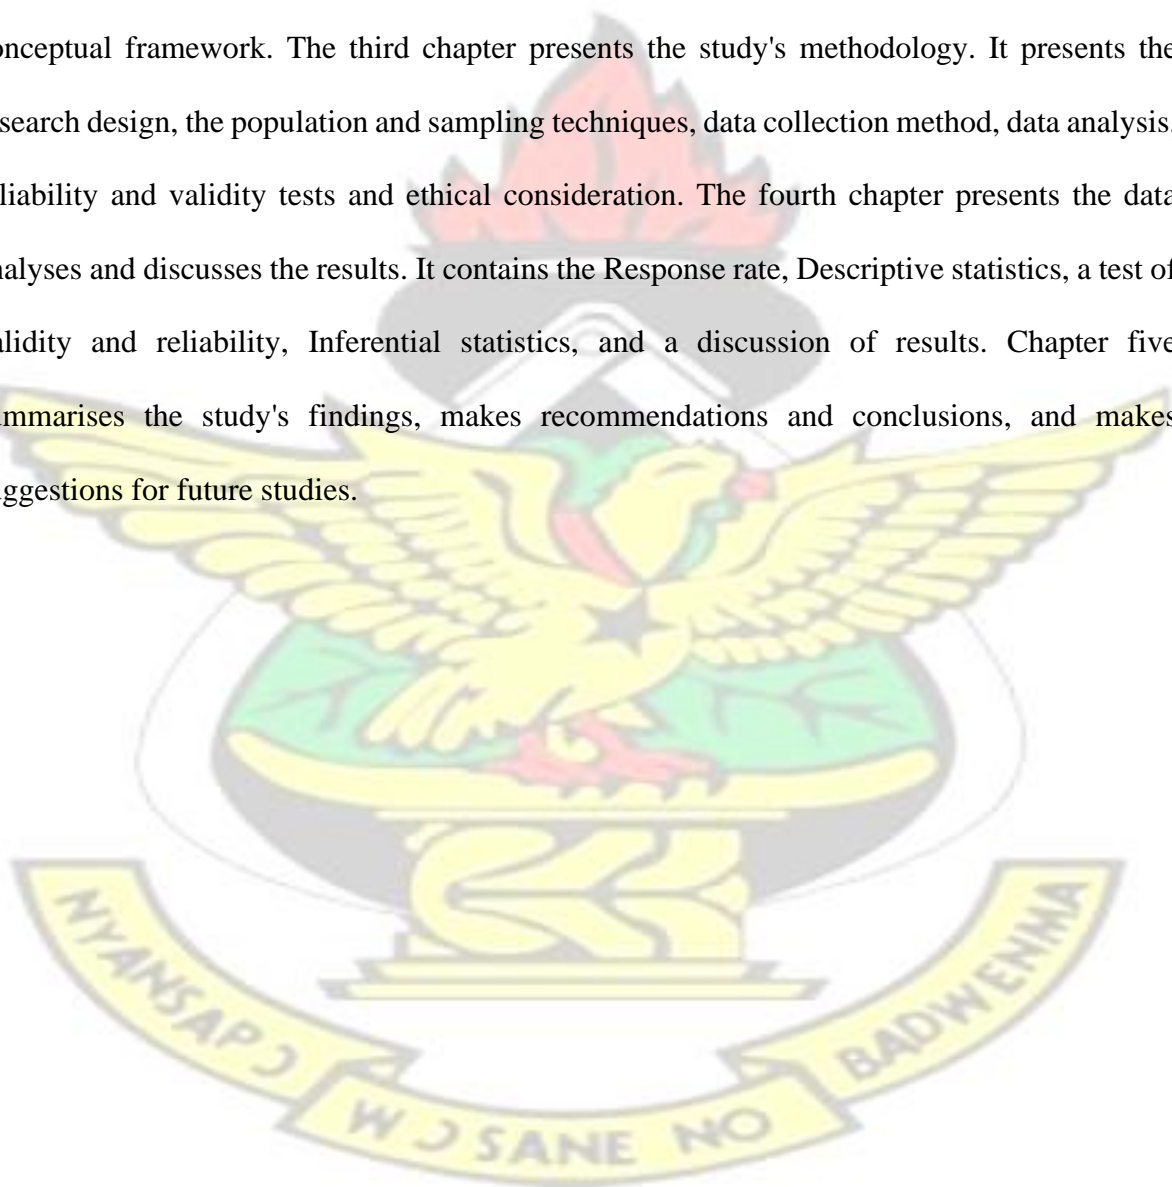 onceptual framework. The third chapter presents the study's methodology. It presents the
search design, the population and sampling techniques, data collection method, data analysis,
liability and validity tests and ethical consideration. The fourth chapter presents the data
nalyses and discusses the results. It contains the Response rate, Descriptive statistics, a test of
alidity and reliability, Inferential statistics, and a discussion of results. Chapter five
ummarises the study's findings, makes recommendations and conclusions, and makes
uggestions for future studies.
NYANSAPƆ
WƆSANE NO
BADWENMA